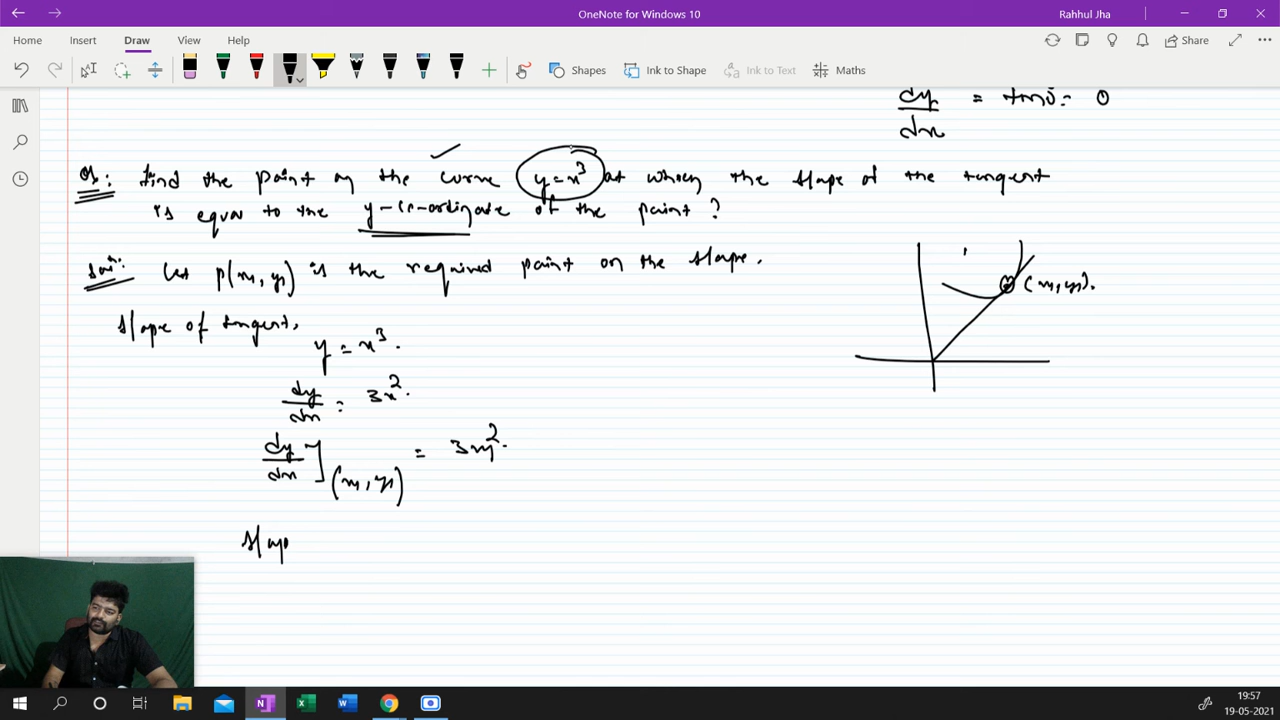 OneNote for Windows 10
Rahhul Jha
Home Insert Draw View Help
Share
Shapes Ink to Shape Ink to Text Maths
dy/dx = tan0 = 0
Q: find the point on the curve y=x³ at which the slope of the tangent
is equal to the y-co-ordinate of the point ?
Soln: Let P(x₁, y₁) is the required point on the slope.
(x₁, y₁).
Slope of tangent,
y = x³.
dy/dx = 3x².
dy/dx](x₁, y₁) = 3x₁².
Slope
19:57
19-05-2021